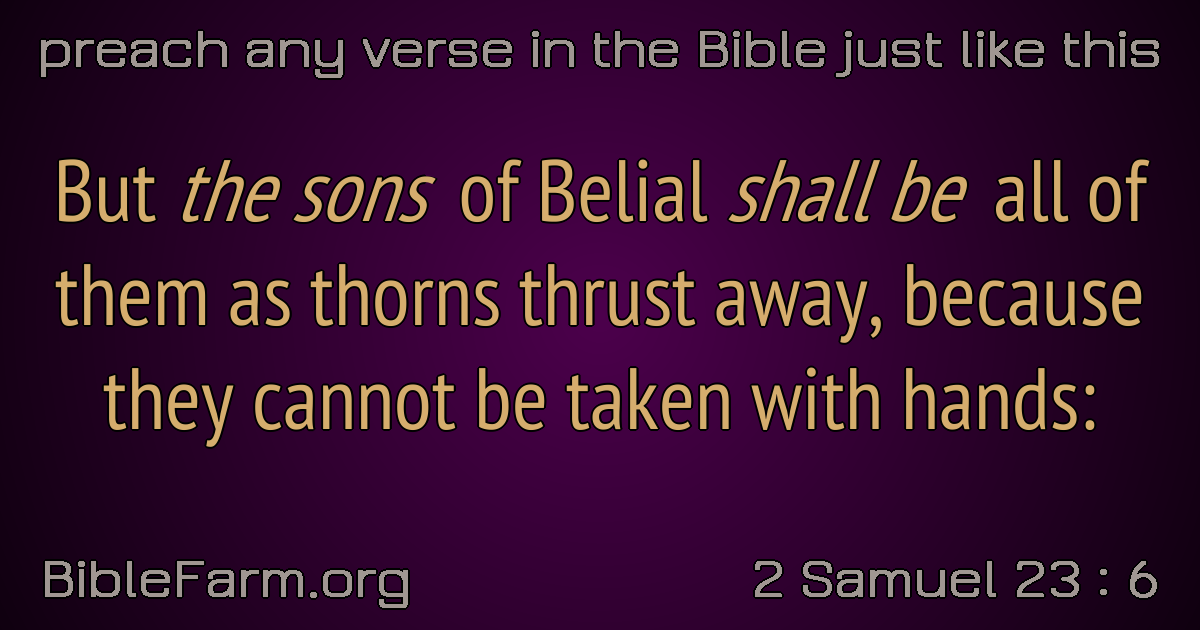 preach any verse in the Bible just like this
But the sons of Belial shall be all of
them as thorns thrust away, because
they cannot be taken with hands:
BibleFarm.org
2 Samuel 23 : 6